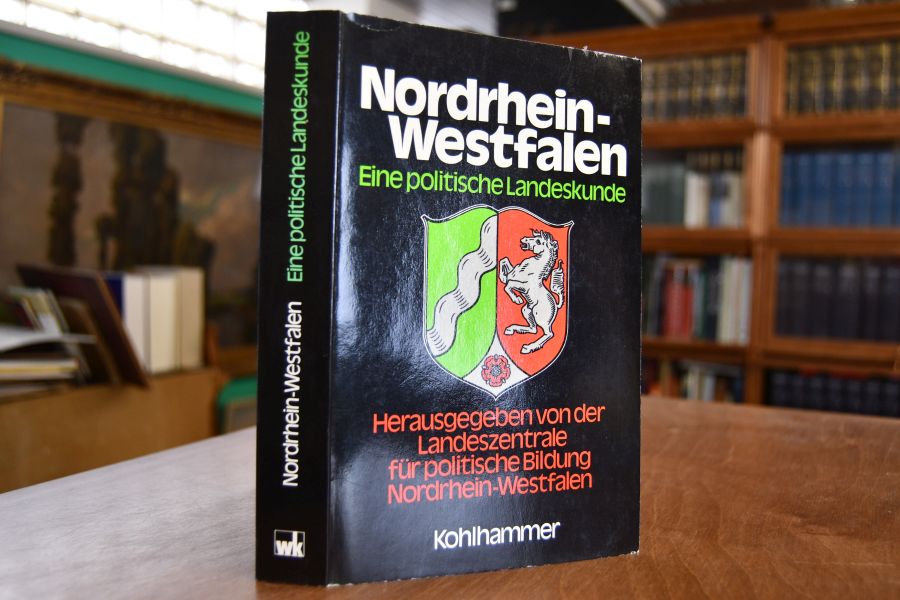 Nordrhein-Westfalen Eine politische Landeskunde
wk
Nordrhein-
Westfalen
Eine politische Landeskunde
Herausgegeben von der
Landeszentrale
für politische Bildung
Nordrhein-Westfalen
Kohlhammer